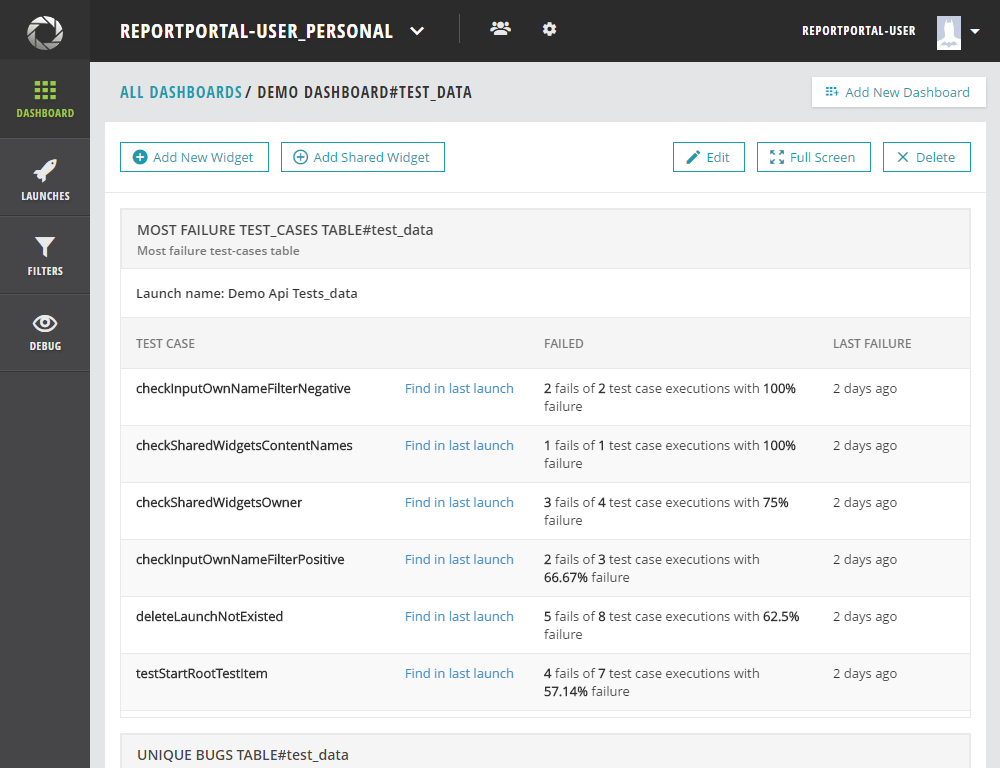 REPORTPORTAL-USER_PERSONAL
REPORTPORTAL-USER
DASHBOARD
LAUNCHES
FILTERS
DEBUG
ALL DASHBOARDS / DEMO DASHBOARD#TEST_DATA
Add New Dashboard
Add New Widget
Add Shared Widget
Edit
Full Screen
Delete
MOST FAILURE TEST_CASES TABLE#test_data
Most failure test-cases table
Launch name: Demo Api Tests_data
TEST CASE FAILED LAST FAILURE
checkInputOwnNameFilterNegative Find in last launch 2 fails of 2 test case executions with 100% 2 days ago
failure
checkSharedWidgetsContentNames Find in last launch 1 fails of 1 test case executions with 100% 2 days ago
failure
checkSharedWidgetsOwner Find in last launch 3 fails of 4 test case executions with 75% 2 days ago
failure
checkInputOwnNameFilterPositive Find in last launch 2 fails of 3 test case executions with 2 days ago
66.67% failure
deleteLaunchNotExisted Find in last launch 5 fails of 8 test case executions with 62.5% 2 days ago
failure
testStartRootTestItem Find in last launch 4 fails of 7 test case executions with 2 days ago
57.14% failure
UNIQUE BUGS TABLE#test_data